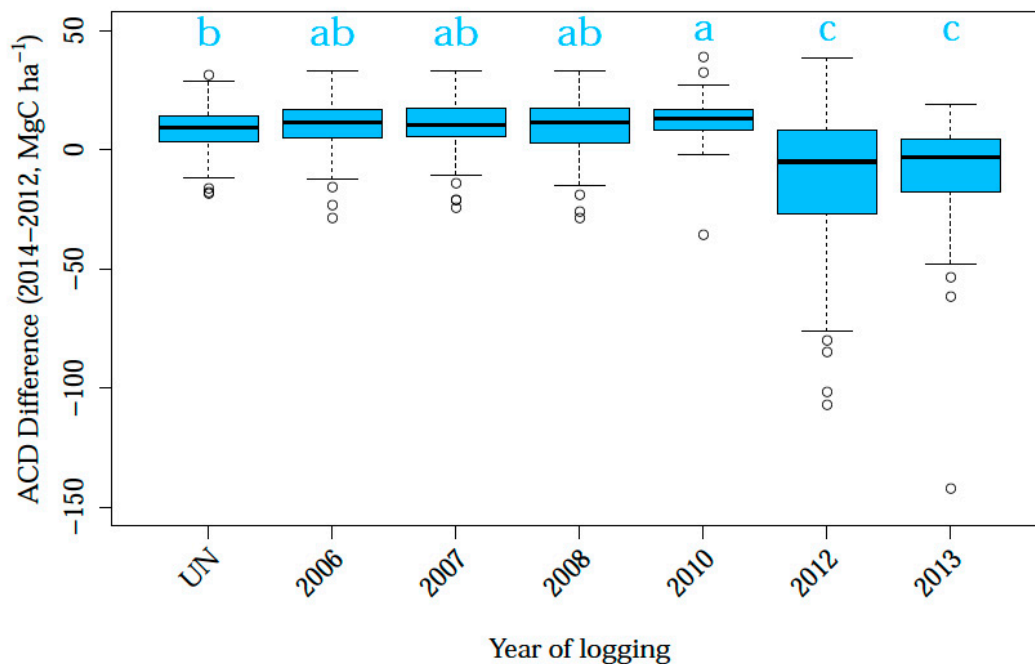 ACD Difference (2014–2012, MgC ha⁻¹)
50
0
−50
−100
−150
b ab ab ab a c c
UN 2006 2007 2008 2010 2012 2013
Year of logging